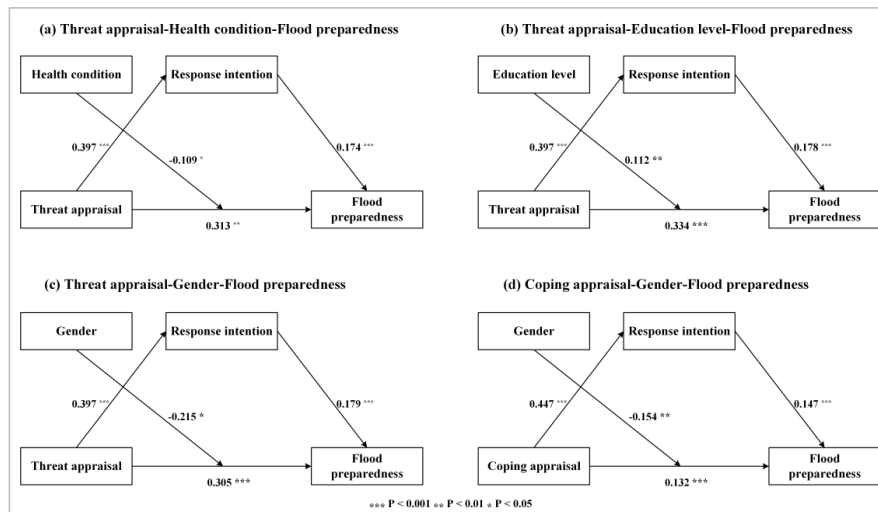 (a) Threat appraisal-Health condition-Flood preparedness
Health condition
Response intention
0.397 ***
-0.109 *
0.174 ***
Threat appraisal
0.313 **
Flood
preparedness
(b) Threat appraisal-Education level-Flood preparedness
Education level
Response intention
0.397 ***
0.112 **
0.178 ***
Threat appraisal
0.334 ***
Flood
preparedness
(c) Threat appraisal-Gender-Flood preparedness
Gender
Response intention
0.397 ***
-0.215 *
0.179 ***
Threat appraisal
0.305 ***
Flood
preparedness
(d) Coping appraisal-Gender-Flood preparedness
Gender
Response intention
0.447 ***
-0.154 **
0.147 ***
Coping appraisal
0.132 ***
Flood
preparedness
*** P < 0.001 ** P < 0.01 * P < 0.05